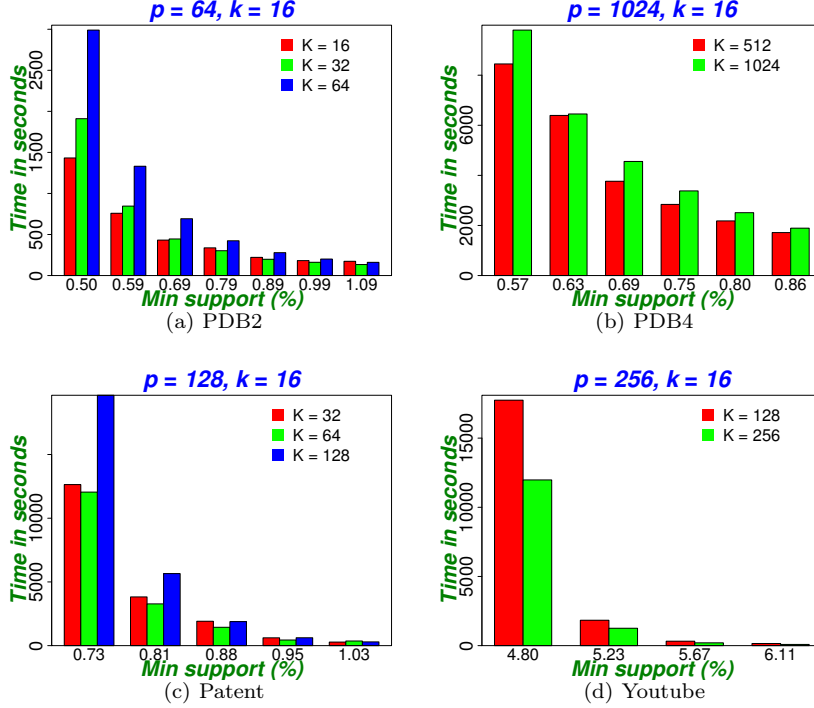 p = 64, k = 16
K = 16
K = 32
K = 64
Time in seconds
0
500
1500
2500
0.50 0.59 0.69 0.79 0.89 0.99 1.09
Min support (%)
(a) PDB2
p = 1024, k = 16
K = 512
K = 1024
Time in seconds
0
2000
6000
0.57 0.63 0.69 0.75 0.80 0.86
Min support (%)
(b) PDB4
p = 128, k = 16
K = 32
K = 64
K = 128
Time in seconds
0
5000
10000
0.73 0.81 0.88 0.95 1.03
Min support (%)
(c) Patent
p = 256, k = 16
K = 128
K = 256
Time in seconds
0
5000
10000
15000
4.80 5.23 5.67 6.11
Min support (%)
(d) Youtube